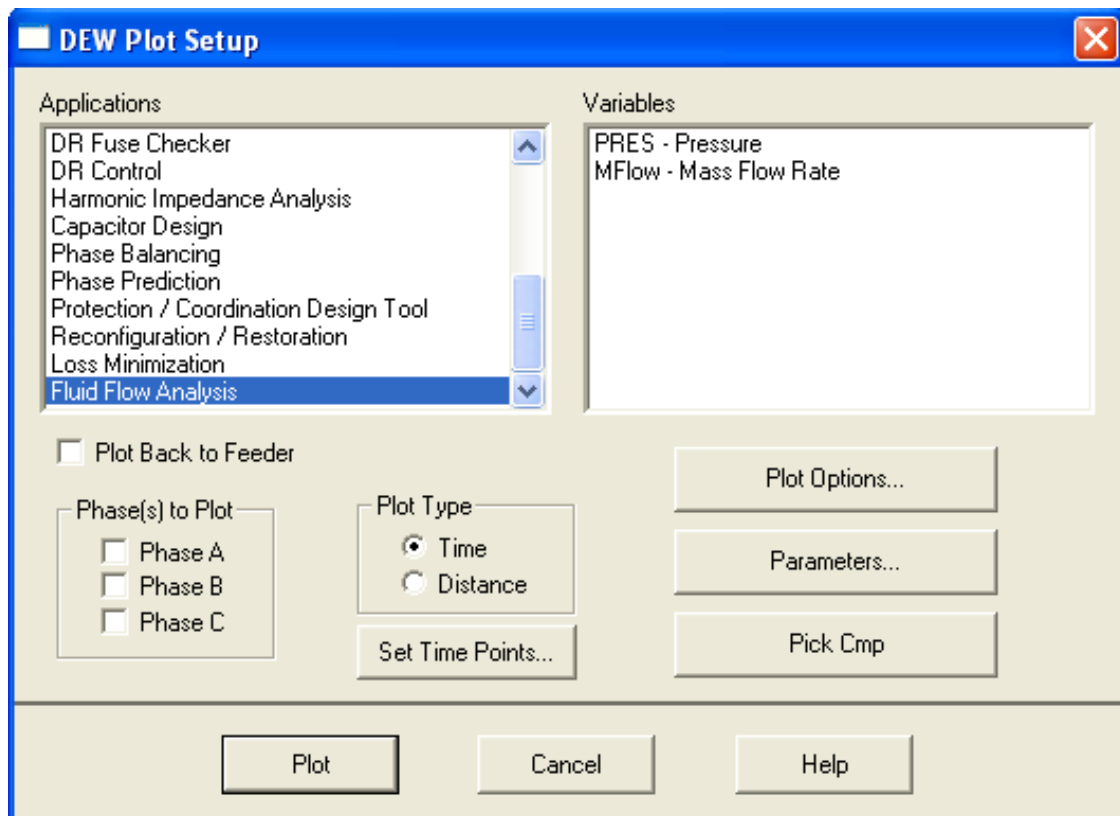 DEW Plot Setup
Applications
DR Fuse Checker
DR Control
Harmonic Impedance Analysis
Capacitor Design
Phase Balancing
Phase Prediction
Protection / Coordination Design Tool
Reconfiguration / Restoration
Loss Minimization
Fluid Flow Analysis
Variables
PRES - Pressure
MFlow - Mass Flow Rate
Plot Back to Feeder
Phase(s) to Plot
Phase A
Phase B
Phase C
Plot Type
Time
Distance
Set Time Points...
Plot Options...
Parameters...
Pick Cmp
Plot
Cancel
Help